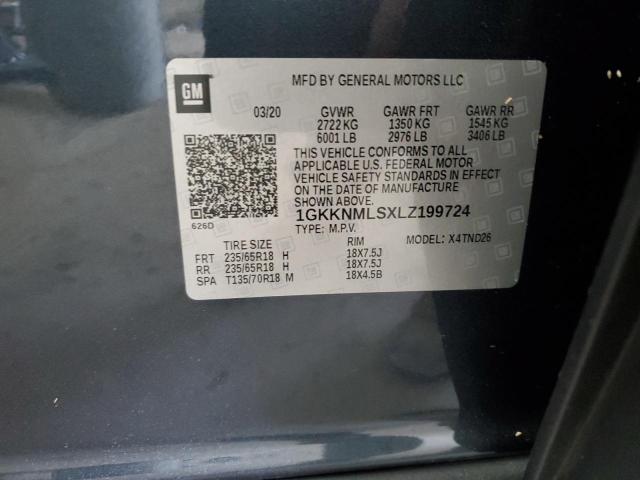 GM
MFD BY GENERAL MOTORS LLC
03/20 GVWR GAWR FRT GAWR RR
2722 KG 1350 KG 1545 KG
6001 LB 2976 LB 3406 LB
THIS VEHICLE CONFORMS TO ALL
APPLICABLE U.S. FEDERAL MOTOR
VEHICLE SAFETY STANDARDS IN EFFECT
ON THE DATE OF MANUFACTURE
SHOWN ABOVE.
1GKKNMLSXLZ199724
626D
TYPE: M.P.V. MODEL: X4TND26
TIRE SIZE RIM
FRT 235/65R18 H 18X7.5J
RR 235/65R18 H 18X7.5J
SPA T135/70R18 M 18X4.5B